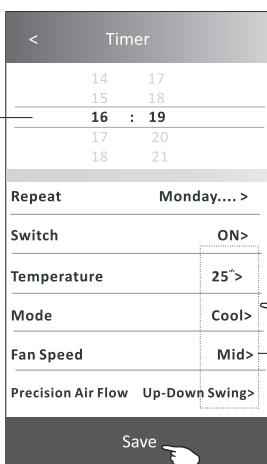 < Timer
14 17
15 18
16 : 19
17 20
18 21
Repeat Monday.... >
Switch ON>
Temperature 25>
Mode Cool>
Fan Speed Mid>
Precision Air Flow Up-Down Swing>
Save